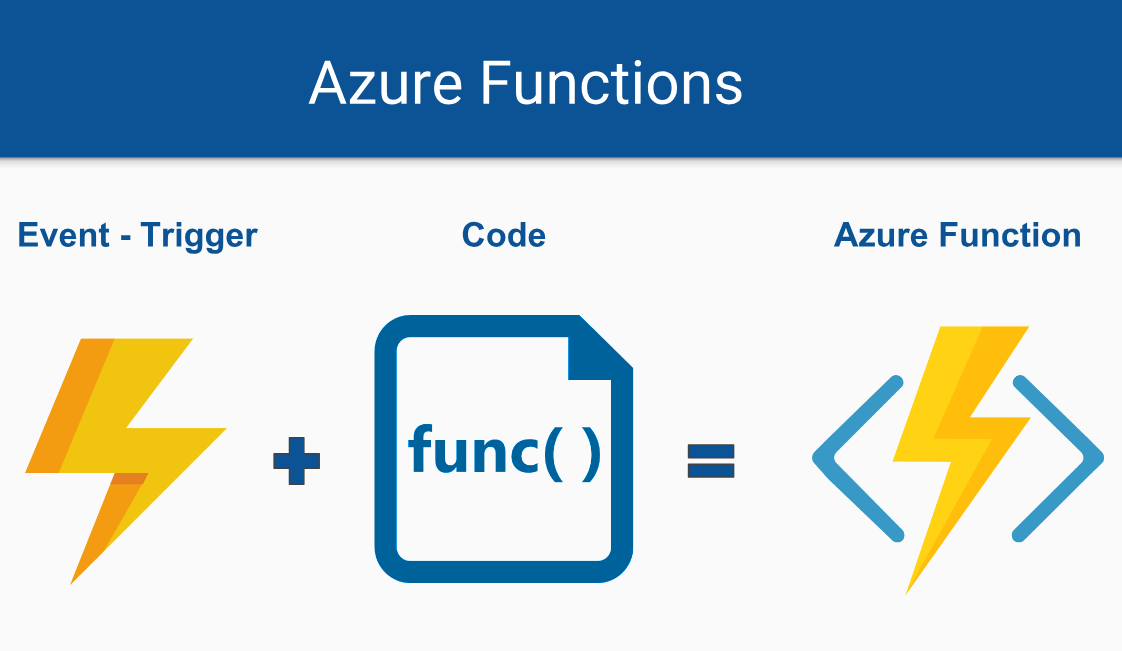 Azure Functions
Event - Trigger
Code
Azure Function
func( )